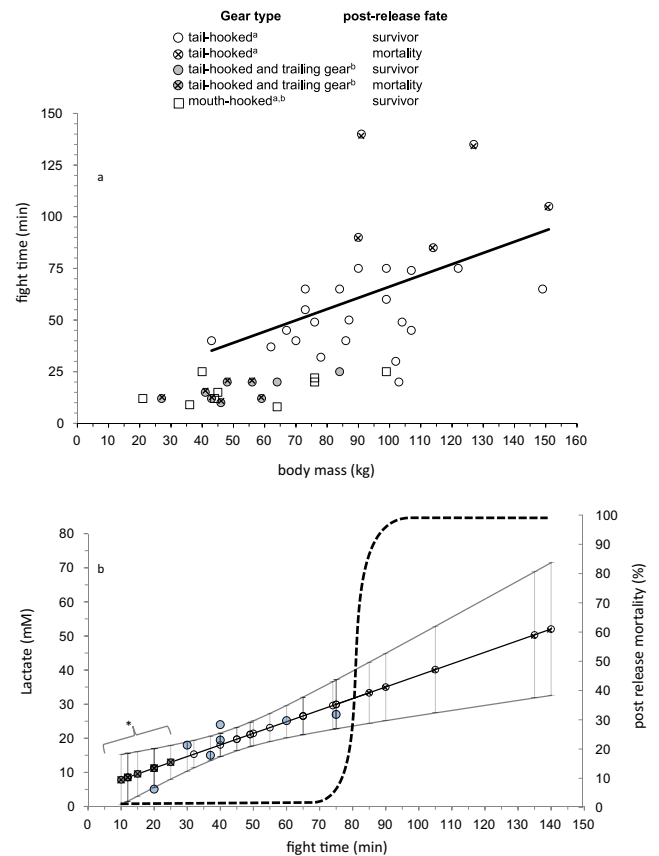 Gear type post-release fate
tail-hookedᵃ survivor
tail-hookedᵃ mortality
tail-hooked and trailing gearᵇ survivor
tail-hooked and trailing gearᵇ mortality
mouth-hookedᵃ,ᵇ survivor
150
125
100
75
50
25
0
a
fight time (min)
0 10 20 30 40 50 60 70 80 90 100 110 120 130 140 150 160
body mass (kg)
80
70
60
50
40
30
20
10
0
b
*
Lactate (mM)
100
90
80
70
60
50
40
30
20
10
0
post release mortality (%)
0 10 20 30 40 50 60 70 80 90 100 110 120 130 140 150
fight time (min)